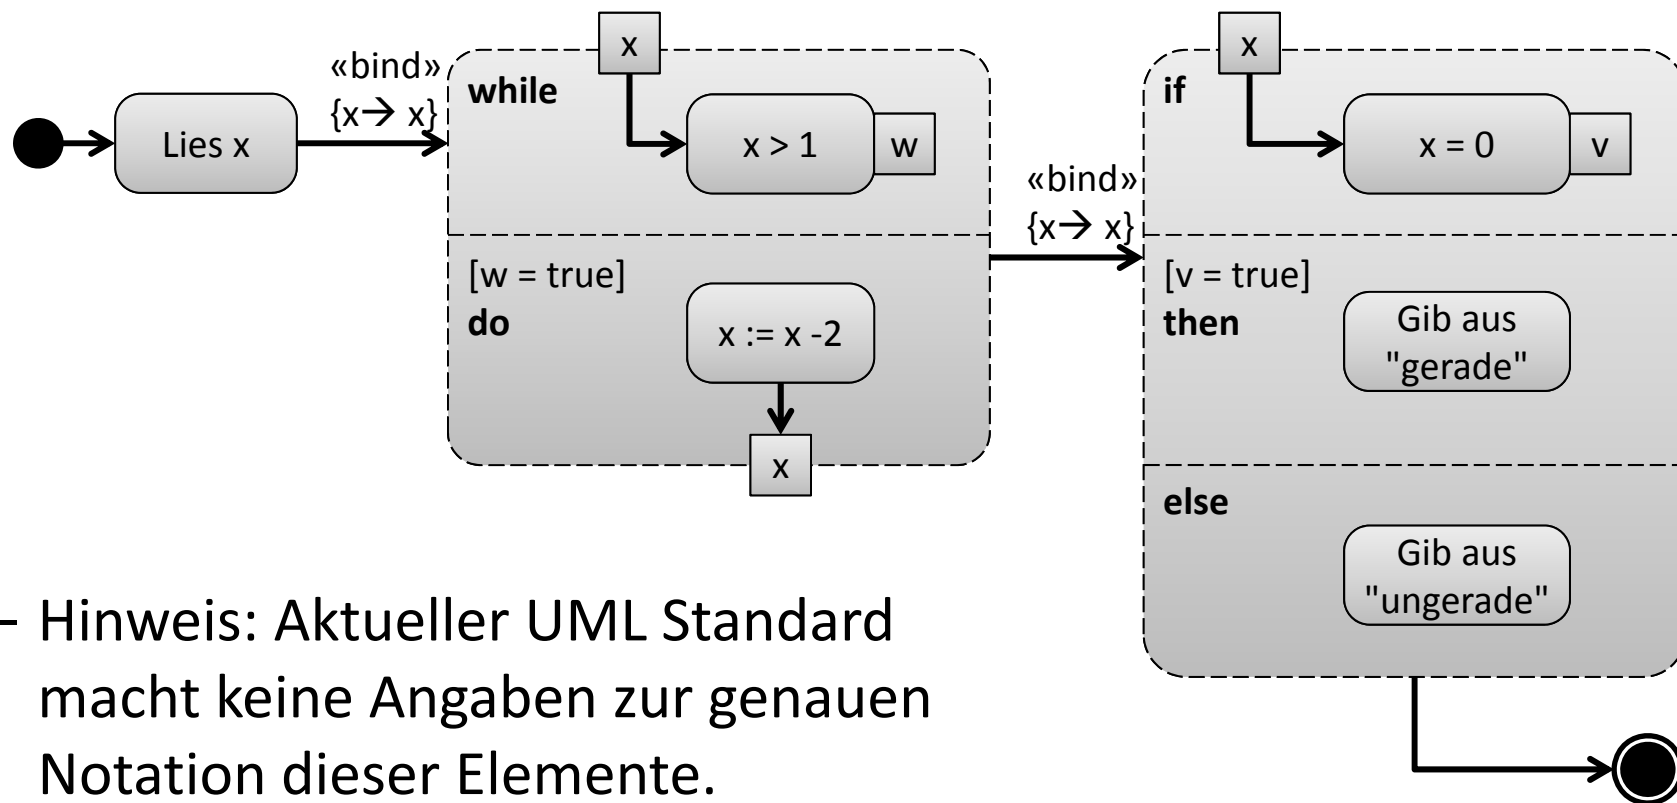 Lies x
«bind»
{x→ x}
while
x
x > 1
w
[w = true]
do
x := x -2
x
«bind»
{x→ x}
if
x
x = 0
v
[v = true]
then
Gib aus
"gerade"
else
Gib aus
"ungerade"
– Hinweis: Aktueller UML Standard
macht keine Angaben zur genauen
Notation dieser Elemente.